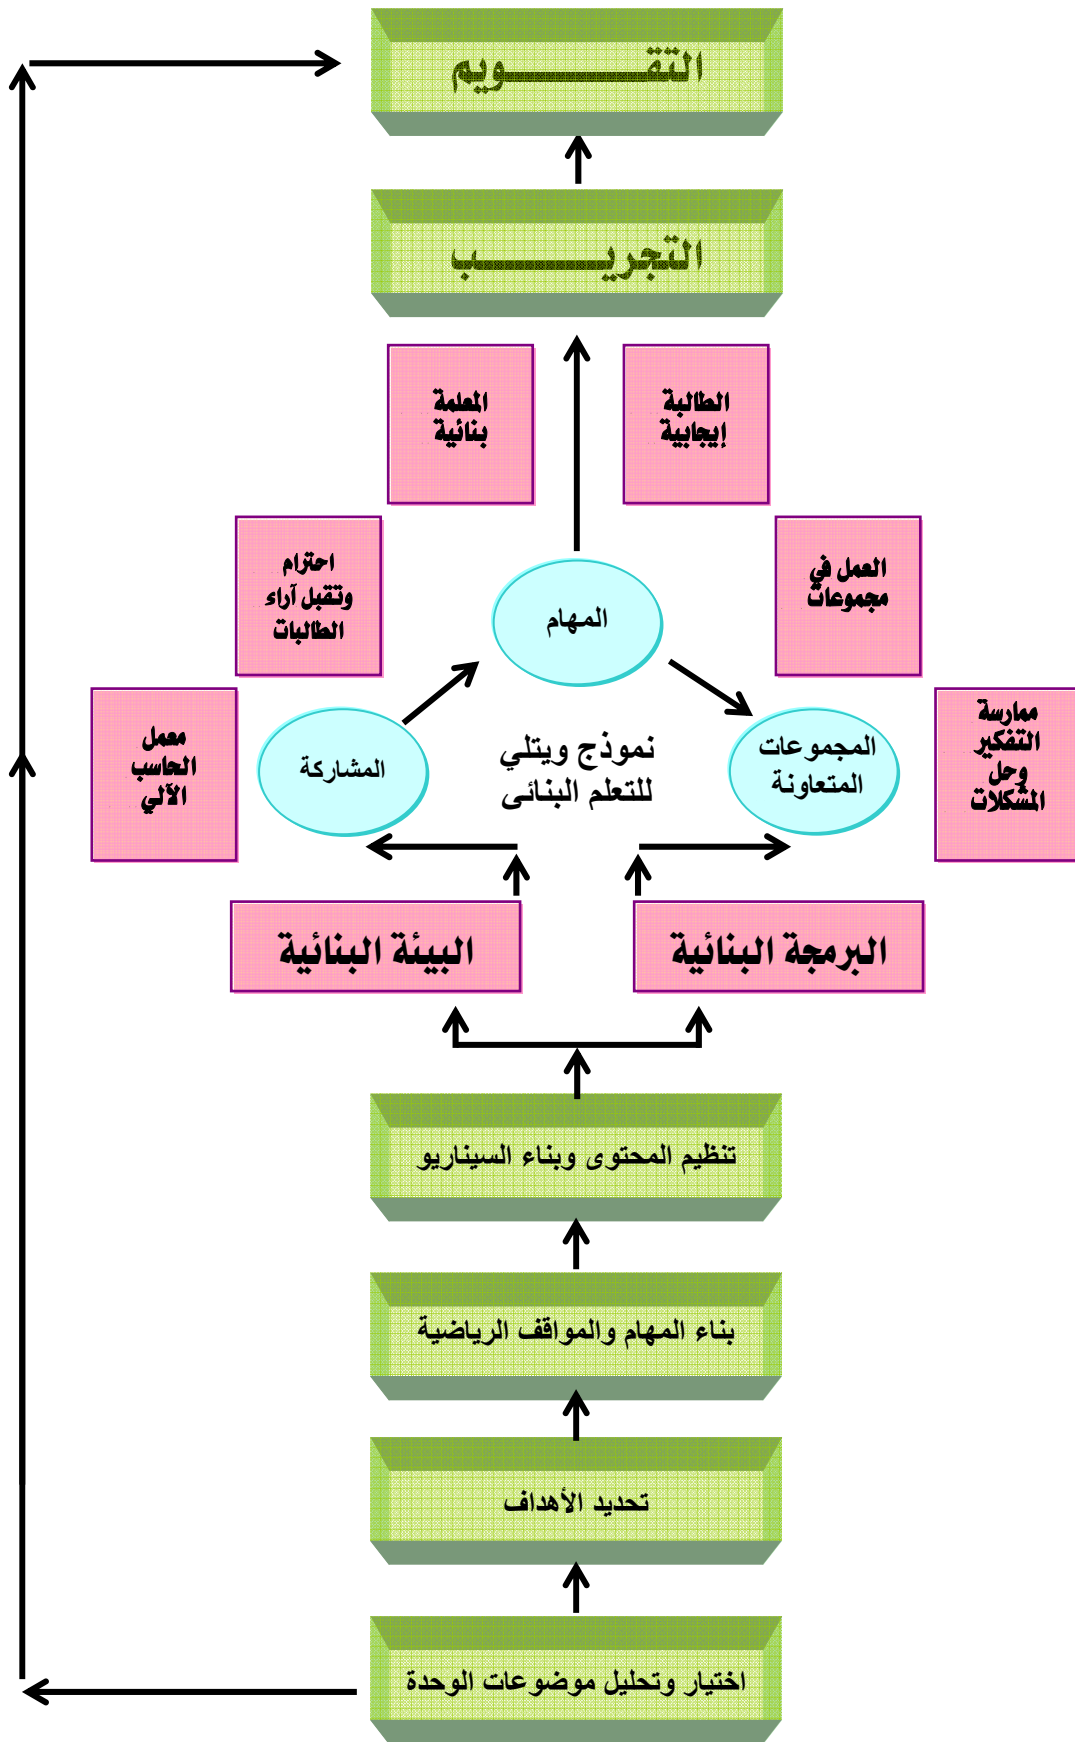 التقـــــــــــويم
التجريـــــــــــب
الطالبة
إيجابية
المعلمة
بنائية
العمل في
مجموعات
احترام
وتقبل آراء
الطالبات
المهام
ممارسة
التفكير
وحل
المشكلات
المجموعات
المتعاونة
نموذج ويتلي
للتعلم البنائى
المشاركة
معمل
الحاسب
الآلي
البرمجة البنائية
البيئة البنائية
تنظيم المحتوى وبناء السيناريو
بناء المهام والمواقف الرياضية
تحديد الأهداف
اختيار وتحليل موضوعات الوحدة